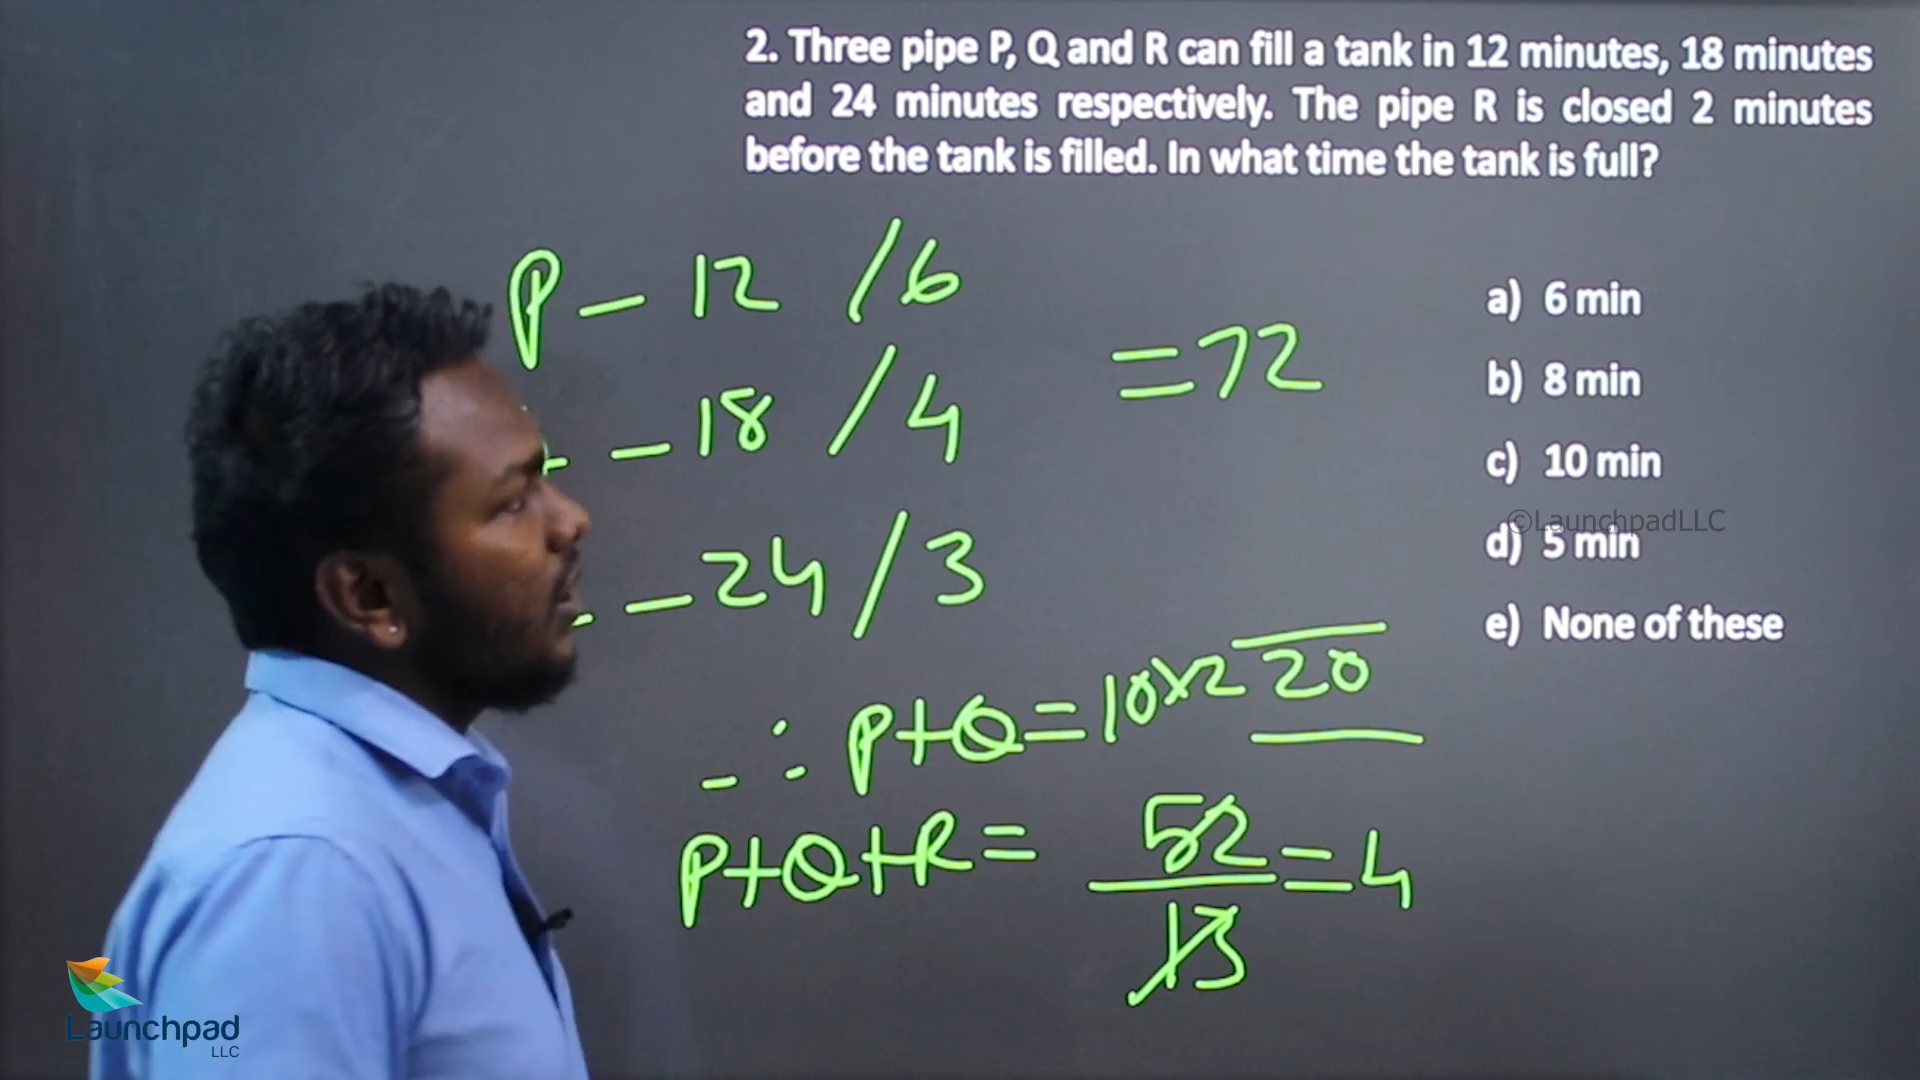 2. Three pipe P, Q and R can fill a tank in 12 minutes, 18 minutes
and 24 minutes respectively. The pipe R is closed 2 minutes
before the tank is filled. In what time the tank is full?
P – 12 / 6
– 18 / 4
– 24 / 3
= 72
a) 6 min
b) 8 min
c) 10 min
©LaunchpadLLC
d) 5 min
e) None of these
∴ P+Q = 10×2 20
P+Q+R = 52/13 = 4
Launchpad
LLC